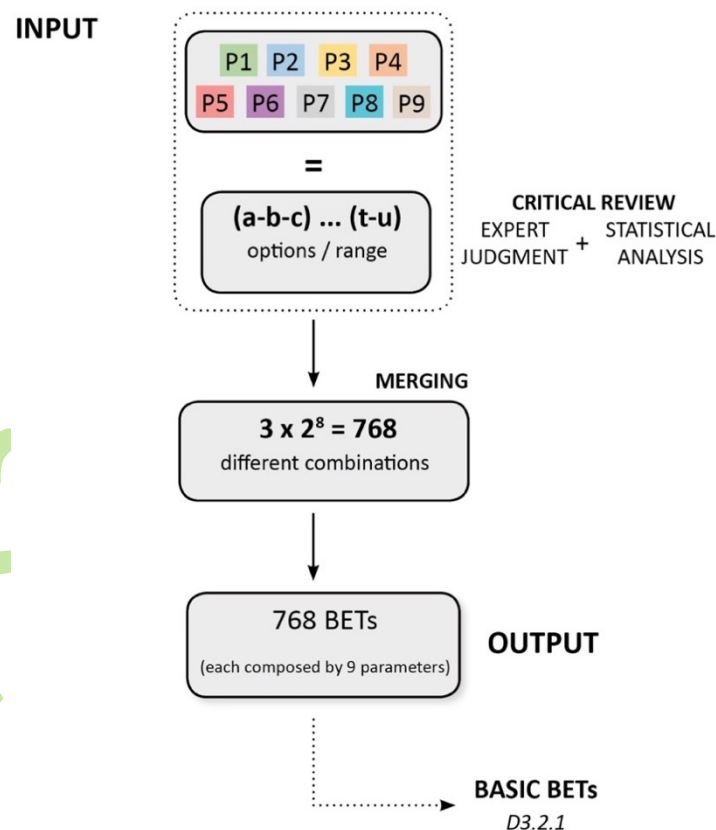 INPUT
P1 P2 P3 P4
P5 P6 P7 P8 P9
=
(a-b-c) ... (t-u)
options / range
CRITICAL REVIEW
EXPERT JUDGMENT + STATISTICAL ANALYSIS
MERGING
3 x 2⁸ = 768
different combinations
768 BETs
(each composed by 9 parameters)
OUTPUT
BASIC BETs
D3.2.1